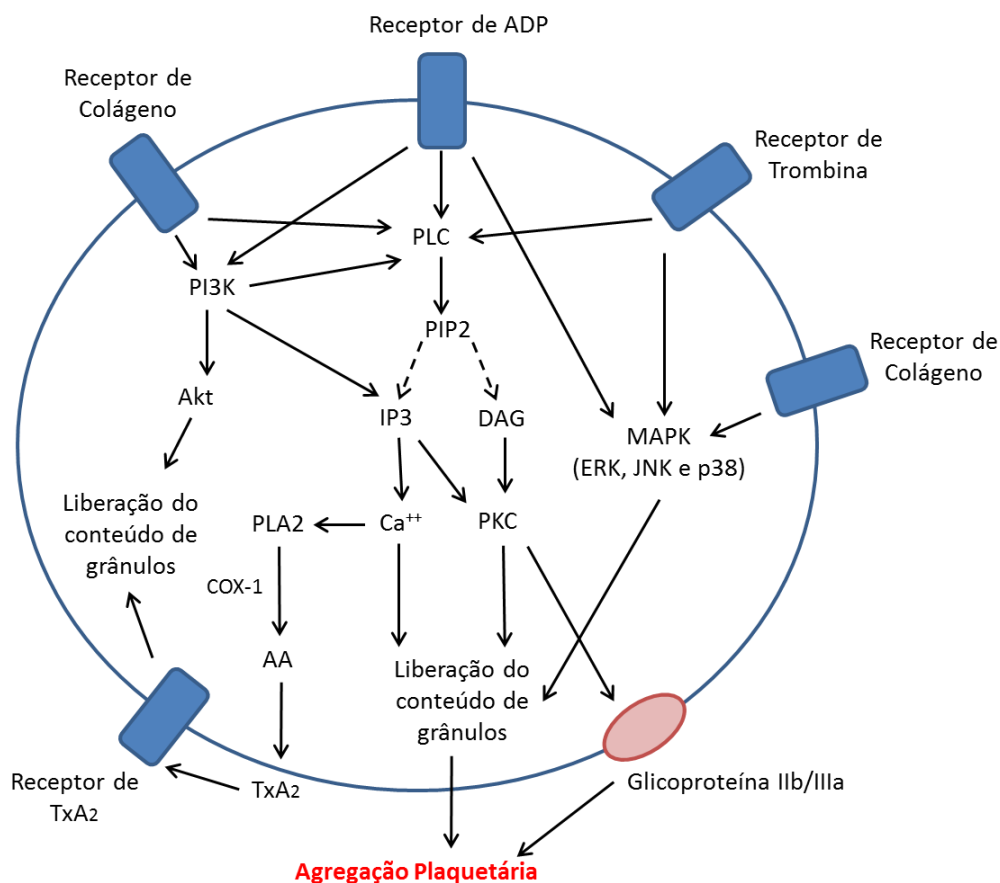 Receptor de ADP
Receptor de
Colágeno
Receptor de
Trombina
PLC
PI3K
PIP2
Receptor de
Colágeno
Akt
IP3
DAG
MAPK
(ERK, JNK e p38)
Liberação do
conteúdo de
grânulos
PLA2
Ca++
PKC
COX-1
AA
Liberação do
conteúdo de
grânulos
Receptor de
TxA2
TxA2
Glicoproteína IIb/IIIa
Agregação Plaquetária